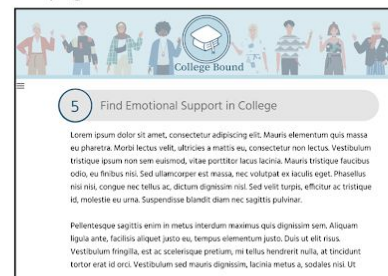 College Bound
5 Find Emotional Support in College
Lorem ipsum dolor sit amet, consectetur adipiscing elit. Mauris elementum quis massa
eu pharetra. Morbi lectus velit, ultricies a mattis eu, consectetur non lectus. Vestibulum
tristique ipsum non sem euismod, vitae porttitor lacus lacinia. Mauris tristique faucibus
odio, eu finibus nisi. Sed ullamcorper est massa, nec volutpat ex iaculis eget. Phasellus
nisi nisi, congue nec tellus ac, dictum dignissim nisl. Sed velit turpis, efficitur ac tristique
id, molestie eu urna. Suspendisse blandit diam nec sagittis pulvinar.
Pellentesque sagittis enim in metus interdum maximus quis dignissim sem. Aliquam
ligula ante, facilisis aliquet justo eu, tempus elementum justo. Duis ut elit risus.
Vestibulum fringilla, est ac scelerisque pretium, mi tellus hendrerit nulla, at tincidunt
tortor erat id orci. Vestibulum sed mauris dignissim, lacinia metus a, sodales nisi. Ut